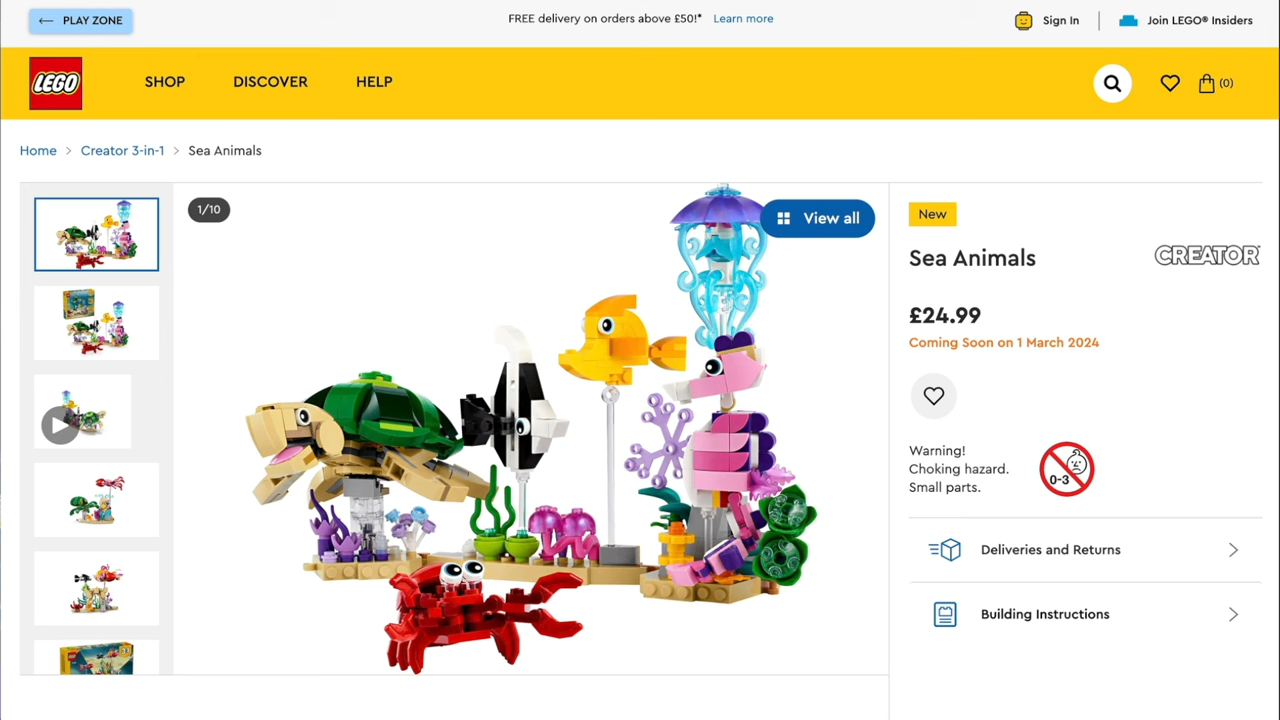 PLAY ZONE
FREE delivery on orders above £50!* Learn more
Sign In
Join LEGO® Insiders
LEGO
SHOP
DISCOVER
HELP
(0)
Home > Creator 3-in-1 > Sea Animals
1/10
View all
New
Sea Animals
CREATOR
£24.99
Coming Soon on 1 March 2024
Warning!
Choking hazard.
Small parts.
0-3
Deliveries and Returns
Building Instructions